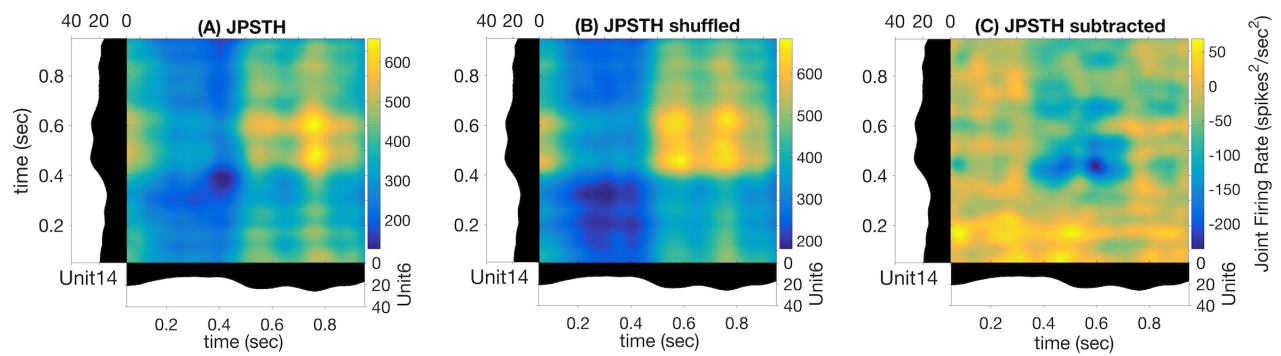 40 20 0
(A) JPSTH
time (sec)
0.8
0.6
0.4
0.2
600
500
400
300
200
Unit14
0
20
40
Unit6
0.2 0.4 0.6 0.8
time (sec)
40 20 0
(B) JPSTH shuffled
600
500
400
300
200
Unit14
0
20
40
Unit6
0.2 0.4 0.6 0.8
time (sec)
40 20 0
(C) JPSTH subtracted
50
0
-50
-100
-150
-200
Joint Firing Rate (spikes²/sec²)
Unit14
0
20
40
Unit6
0.2 0.4 0.6 0.8
time (sec)